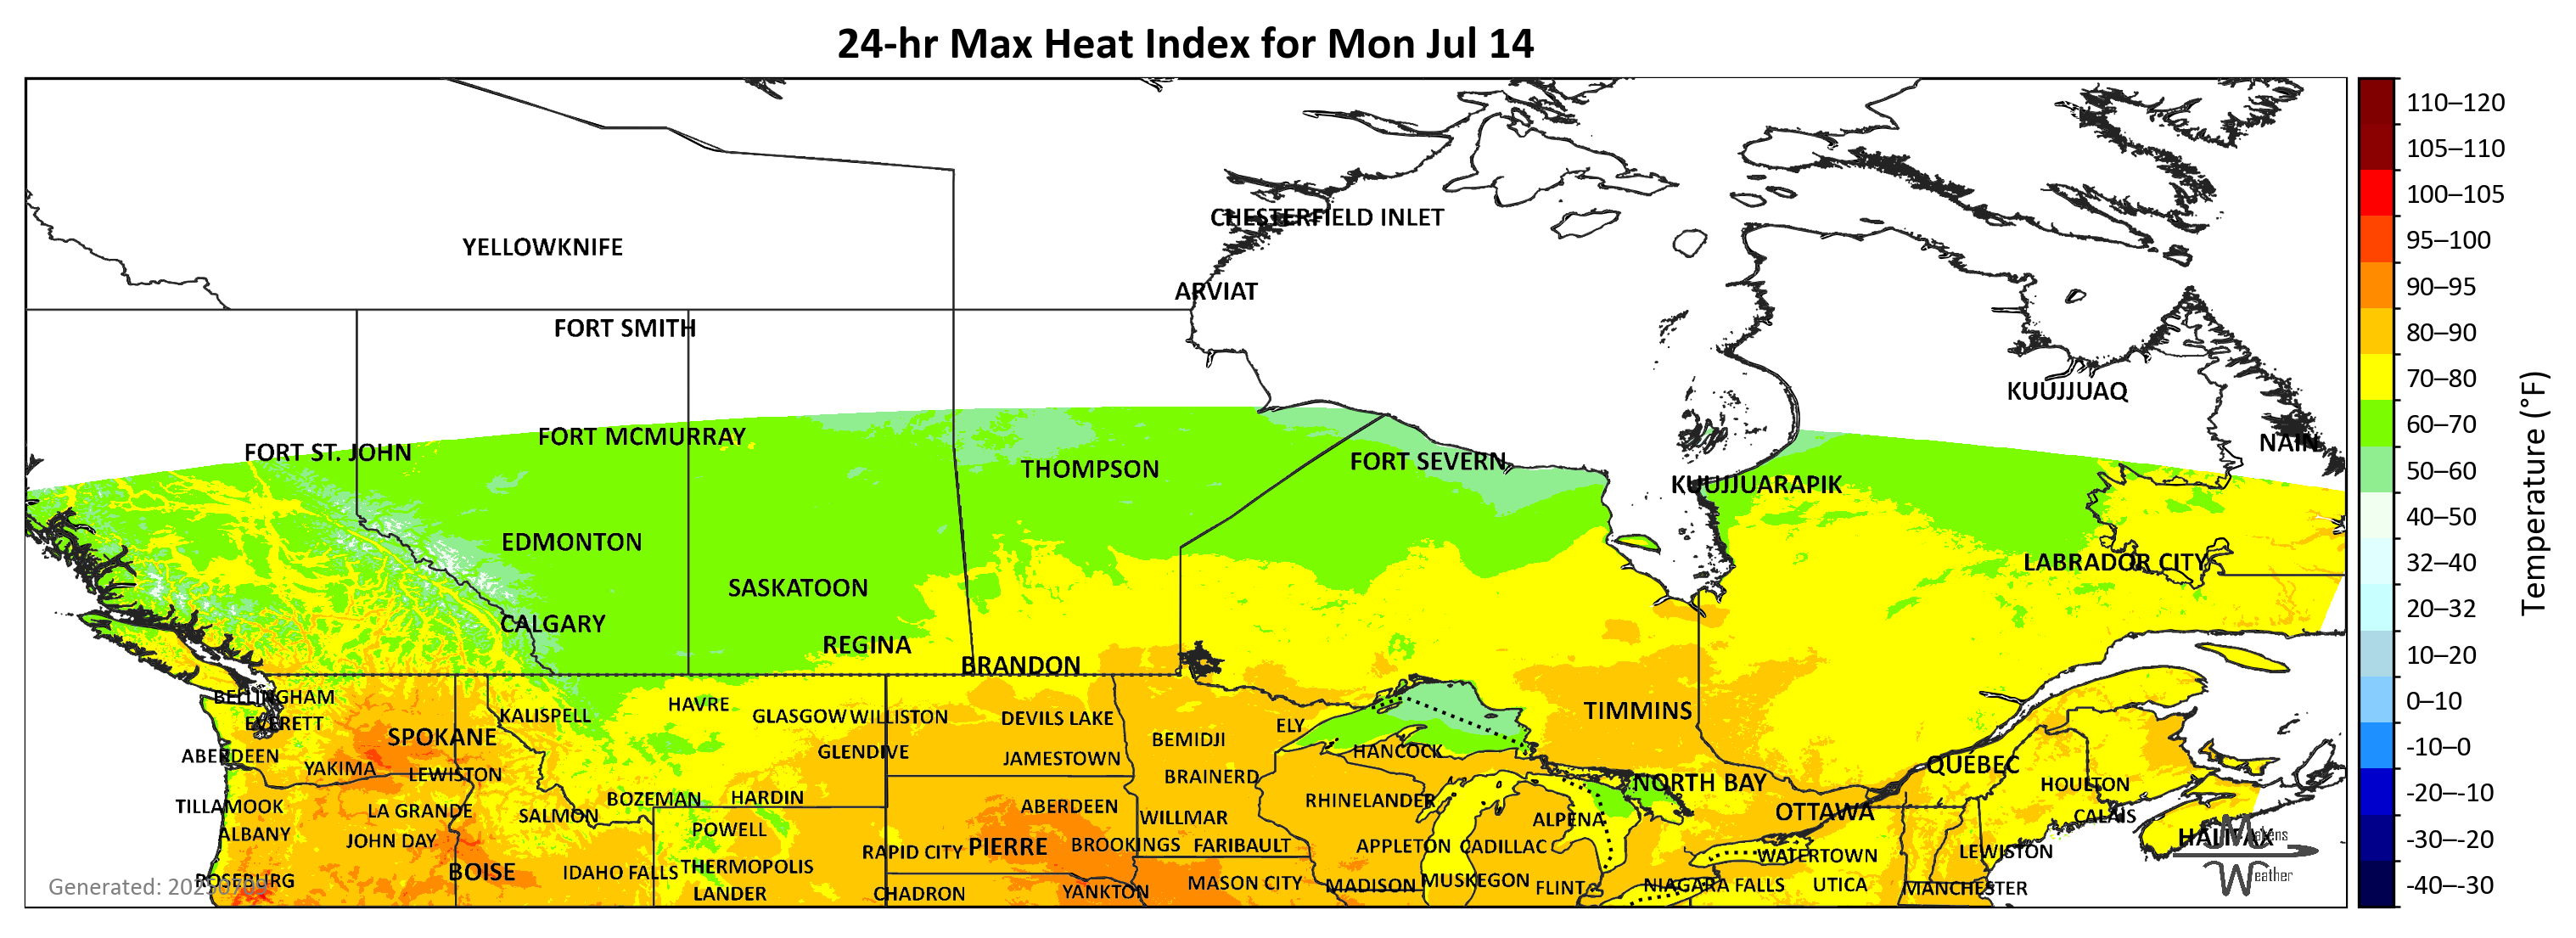 24-hr Max Heat Index for Mon Jul 14
CHESTERFIELD INLET
YELLOWKNIFE
ARVIAT
FORT SMITH
KUUJJUAQ
FORT MCMURRAY
NAIN
FORT ST. JOHN
FORT SEVERN
THOMPSON
KUUJJUARAPIK
EDMONTON
LABRADOR CITY
SASKATOON
CALGARY
REGINA
BRANDON
BELLINGHAM
HAVRE
KALISPELL
GLASGOW
WILLISTON
DEVILS LAKE
TIMMINS
EVERETT
ELY
SPOKANE
BEMIDJI
GLENDIVE
HANCOCK
ABERDEEN
JAMESTOWN
QUÉBEC
YAKIMA
LEWISTON
BRAINERD
NORTH BAY
HOULTON
BOZEMAN
HARDIN
RHINELANDER
TILLAMOOK
LA GRANDE
ABERDEEN
SALMON
WILLMAR
ALPENA
OTTAWA
CALAIS
ALBANY
JOHN DAY
POWELL
HALIFAX
Makens
Weather
RAPID CITY
PIERRE
BROOKINGS
FARIBAULT
APPLETON
CADILLAC
WATERTOWN
LEWISTON
BOISE
IDAHO FALLS
THERMOPOLIS
ROSEBURG
MASON CITY
MADISON
MUSKEGON
FLINT
NIAGARA FALLS
UTICA
MANCHESTER
LANDER
CHADRON
YANKTON
110–120
105–110
100–105
95–100
90–95
80–90
70–80
60–70
50–60
40–50
32–40
20–32
10–20
0–10
-10–0
-20–-10
-30–-20
-40–-30
Temperature (°F)
Generated: